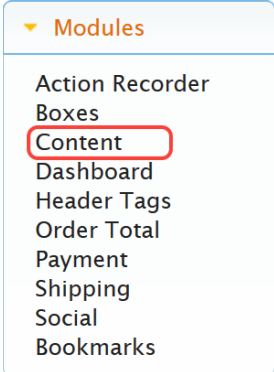 Modules
Action Recorder
Boxes
Content
Dashboard
Header Tags
Order Total
Payment
Shipping
Social
Bookmarks